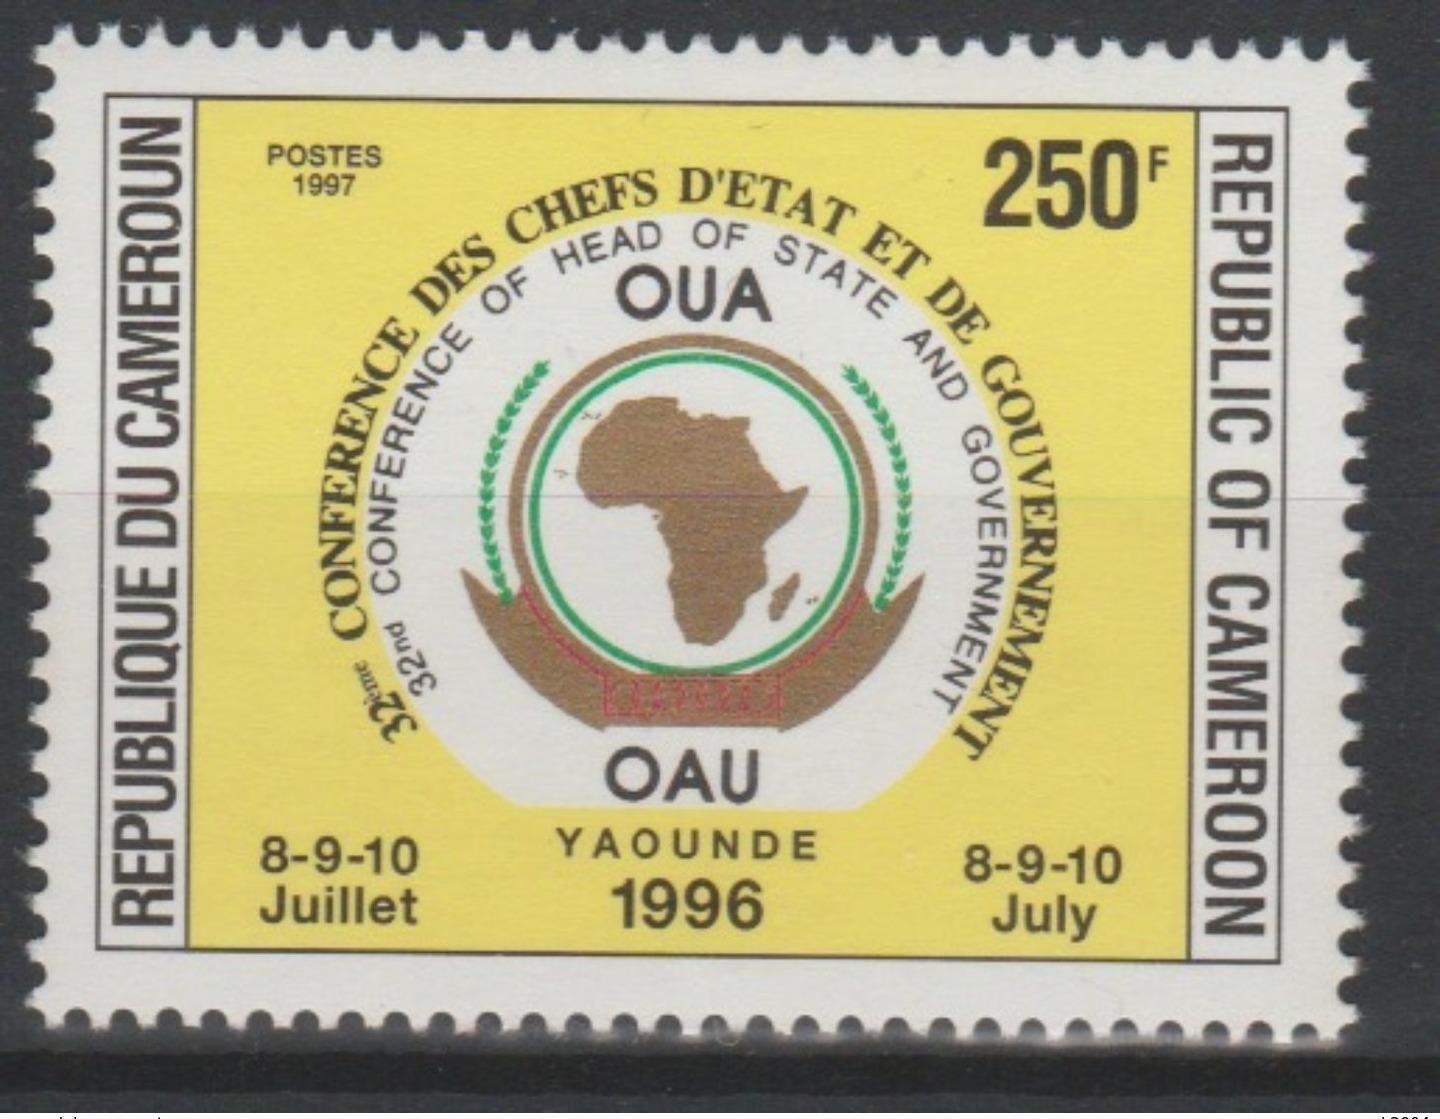 REPUBLIQUE DU CAMEROUN
POSTES
1997
250F
32ième CONFERENCE DES CHEFS D'ETAT ET DE GOUVERNEMENT
32nd CONFERENCE OF HEAD OF STATE AND GOVERNMENT
OUA
OAU
YAOUNDE
1996
8-9-10
Juillet
8-9-10
July
REPUBLIC OF CAMEROON